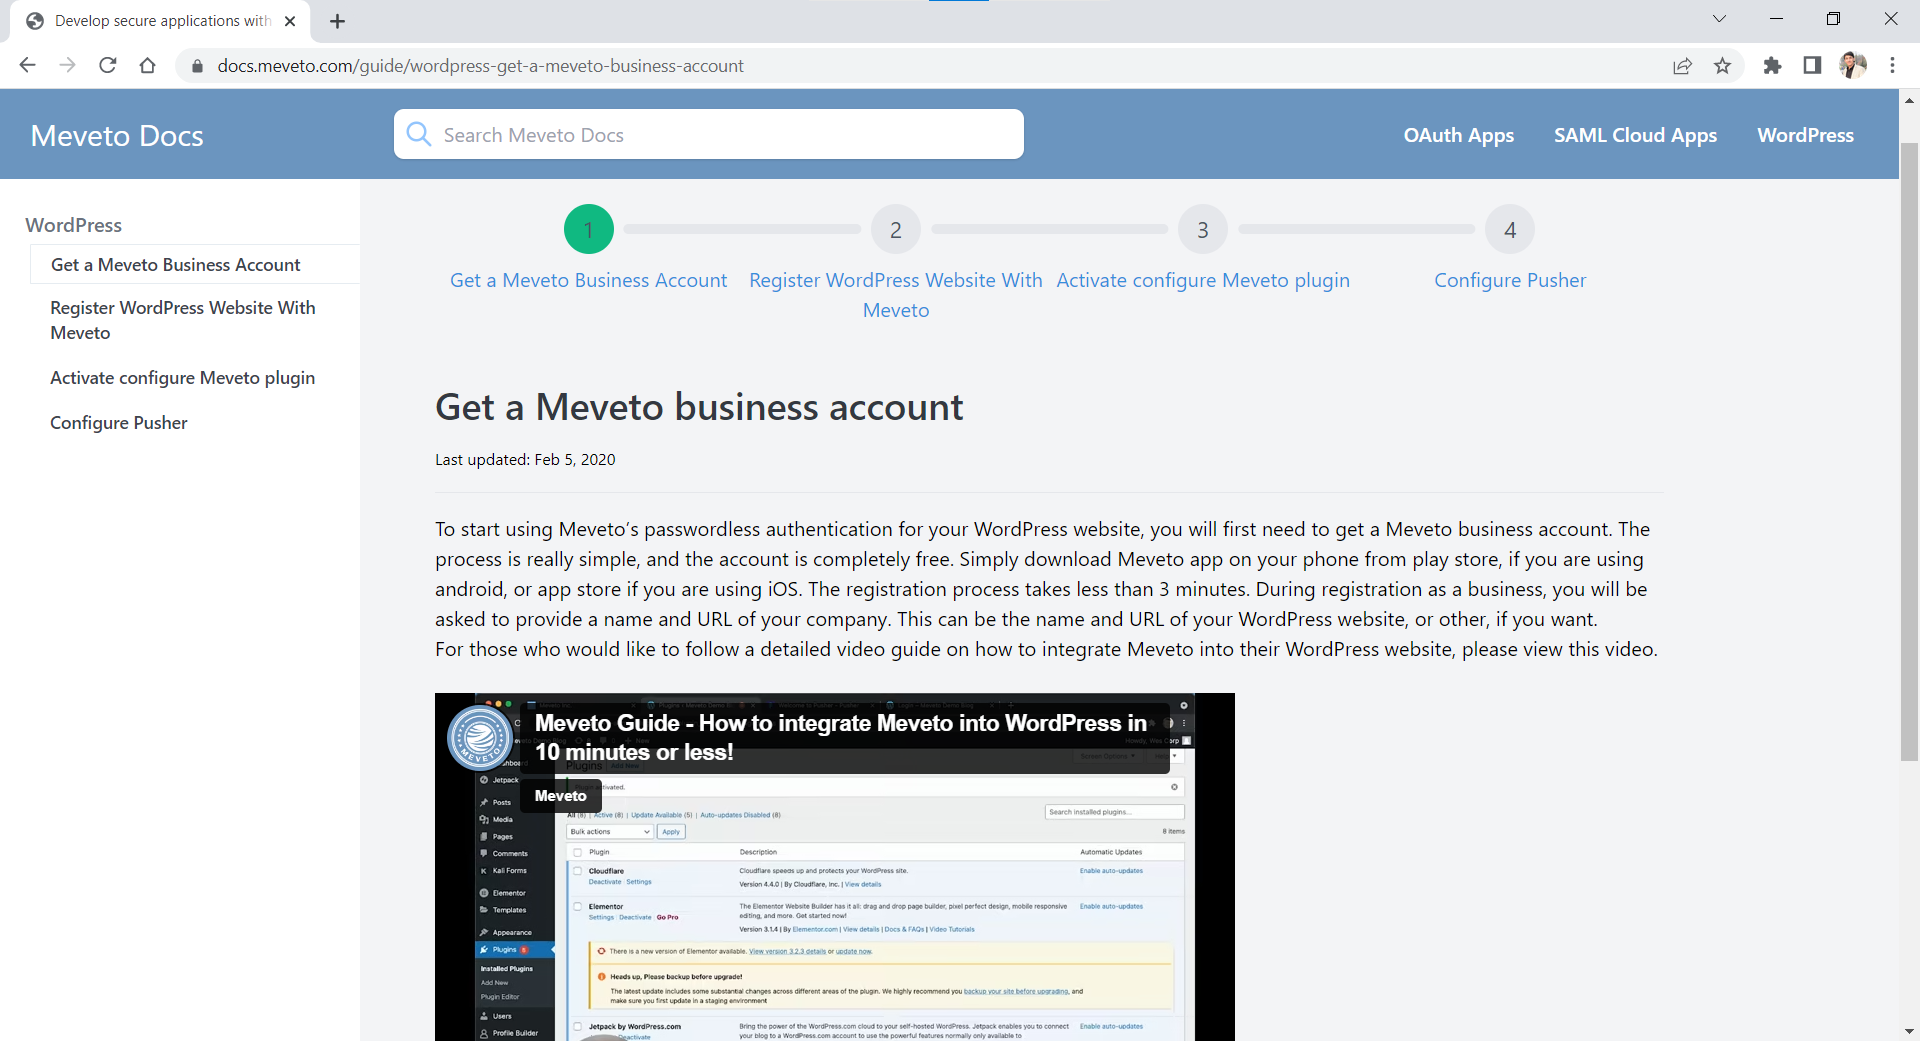 Develop secure applications with
docs.meveto.com/guide/wordpress-get-a-meveto-business-account
Meveto Docs
Search Meveto Docs
OAuth Apps
SAML Cloud Apps
WordPress
WordPress
Get a Meveto Business Account
Register WordPress Website With
Meveto
Activate configure Meveto plugin
Configure Pusher
1
2
3
4
Get a Meveto Business Account
Register WordPress Website With
Meveto
Activate configure Meveto plugin
Configure Pusher
Get a Meveto business account
Last updated: Feb 5, 2020
To start using Meveto’s passwordless authentication for your WordPress website, you will first need to get a Meveto business account. The
process is really simple, and the account is completely free. Simply download Meveto app on your phone from play store, if you are using
android, or app store if you are using iOS. The registration process takes less than 3 minutes. During registration as a business, you will be
asked to provide a name and URL of your company. This can be the name and URL of your WordPress website, or other, if you want.
For those who would like to follow a detailed video guide on how to integrate Meveto into their WordPress website, please view this video.
Meveto Guide - How to integrate Meveto into WordPress in
10 minutes or less!
Meveto
MEVETO
Jetpack
Posts
Media
Pages
Comments
Kali Forms
Elementor
Templates
Appearance
Plugins 8
Installed Plugins
Add New
Plugin Editor
Users
Profile Builder
Plugins
Screen Options
All (8) | Active (8) | Update Available (5) | Auto-updates Disabled (8)
Search installed plugins...
Bulk actions
Apply
8 items
Plugin
Description
Automatic Updates
Cloudflare
Deactivate Settings
Cloudflare speeds up and protects your WordPress site.
Version 4.4.0 | By Cloudflare, Inc. | View details
Enable auto-updates
Elementor
Settings Deactivate Go Pro
The Elementor Website Builder has it all: drag and drop page builder, pixel perfect design, mobile responsive
editing, and more. Get started now!
Version 3.1.4 | By Elementor.com | View details | Docs & FAQs | Video Tutorials
Enable auto-updates
There is a new version of Elementor available. View version 3.2.3 details or update now.
Heads up, Please backup before upgrade!
The latest update includes some substantial changes across different areas of the plugin. We highly recommend you backup your site before upgrading, and
make sure you first update in a staging environment
Jetpack by WordPress.com
Deactivate
Bring the power of the WordPress.com cloud to your self-hosted WordPress. Jetpack enables you to connect
your blog to a WordPress.com account to use the powerful features normally only available to
Enable auto-updates